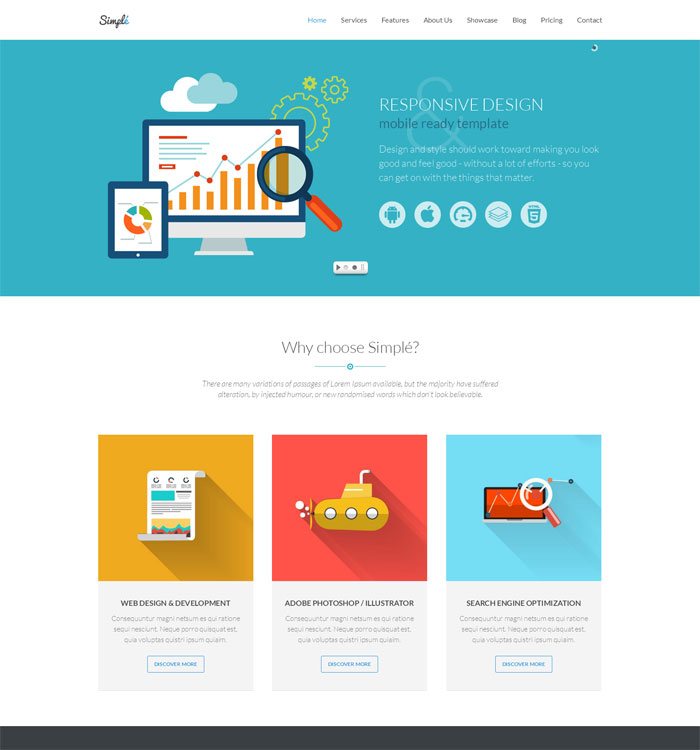 Simplé
Home Services Features About Us Showcase Blog Pricing Contact
&
RESPONSIVE DESIGN
mobile ready template
Design and style should work toward making you look
good and feel good - without a lot of efforts - so you
can get on with the things that matter.
HTML
5
Why choose Simplé?
There are many variations of passages of Lorem Ipsum available, but the majority have suffered
alteration, by injected humour, or new randomised words which don't look believable.
WEB DESIGN & DEVELOPMENT
Consequuntur magni netsum es qui ratione
sequi nesciunt. Neque porro quisquat est,
quia voluptas quistri ipsum quaim.
DISCOVER MORE
ADOBE PHOTOSHOP / ILLUSTRATOR
Consequuntur magni netsum es qui ratione
sequi nesciunt. Neque porro quisquam est,
quia voluptas quistri ipsum quaim.
DISCOVER MORE
SEARCH ENGINE OPTIMIZATION
Consequuntur magni netsum es qui ratione
sequi nesciunt. Neque porro quisquam est,
quia voluptas quistri ipsum quaim.
DISCOVER MORE